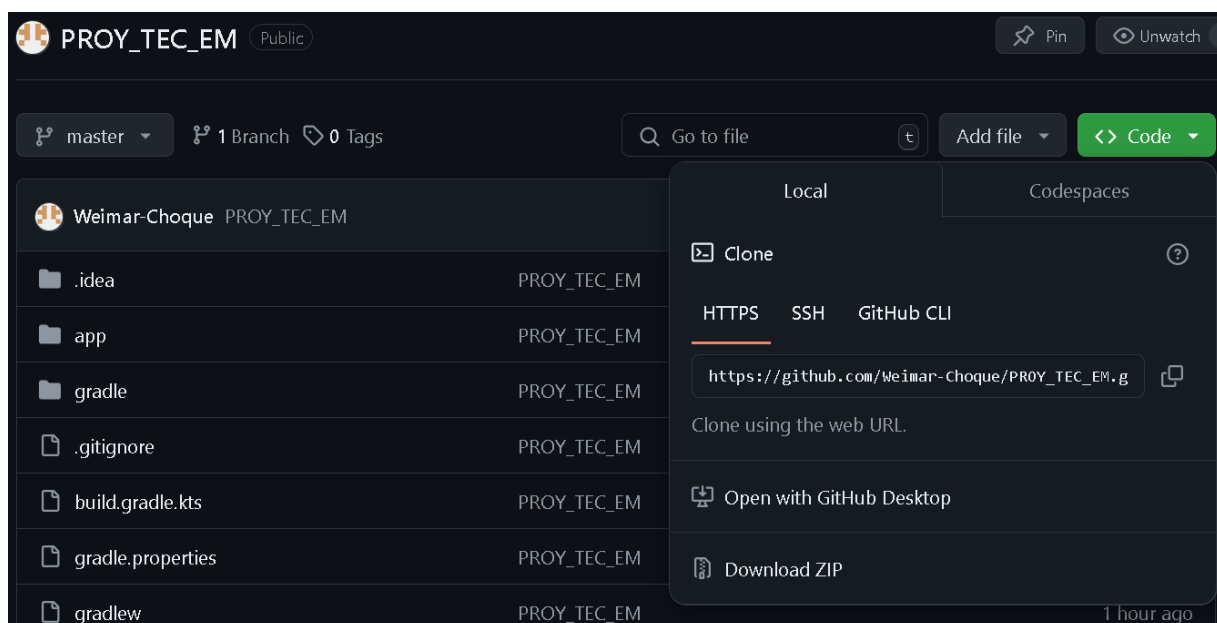 PROY_TEC_EM Public Pin Unwatch
master 1 Branch 0 Tags Go to file t Add file <> Code
Local Codespaces
Weimar-Choque PROY_TEC_EM
Clone
.idea PROY_TEC_EM
HTTPS SSH GitHub CLI
app PROY_TEC_EM
https://github.com/Weimar-Choque/PROY_TEC_EM.g
gradle PROY_TEC_EM
Clone using the web URL.
.gitignore PROY_TEC_EM
build.gradle.kts PROY_TEC_EM
Open with GitHub Desktop
gradle.properties PROY_TEC_EM
Download ZIP
gradlew PROY_TEC_EM 1 hour ago